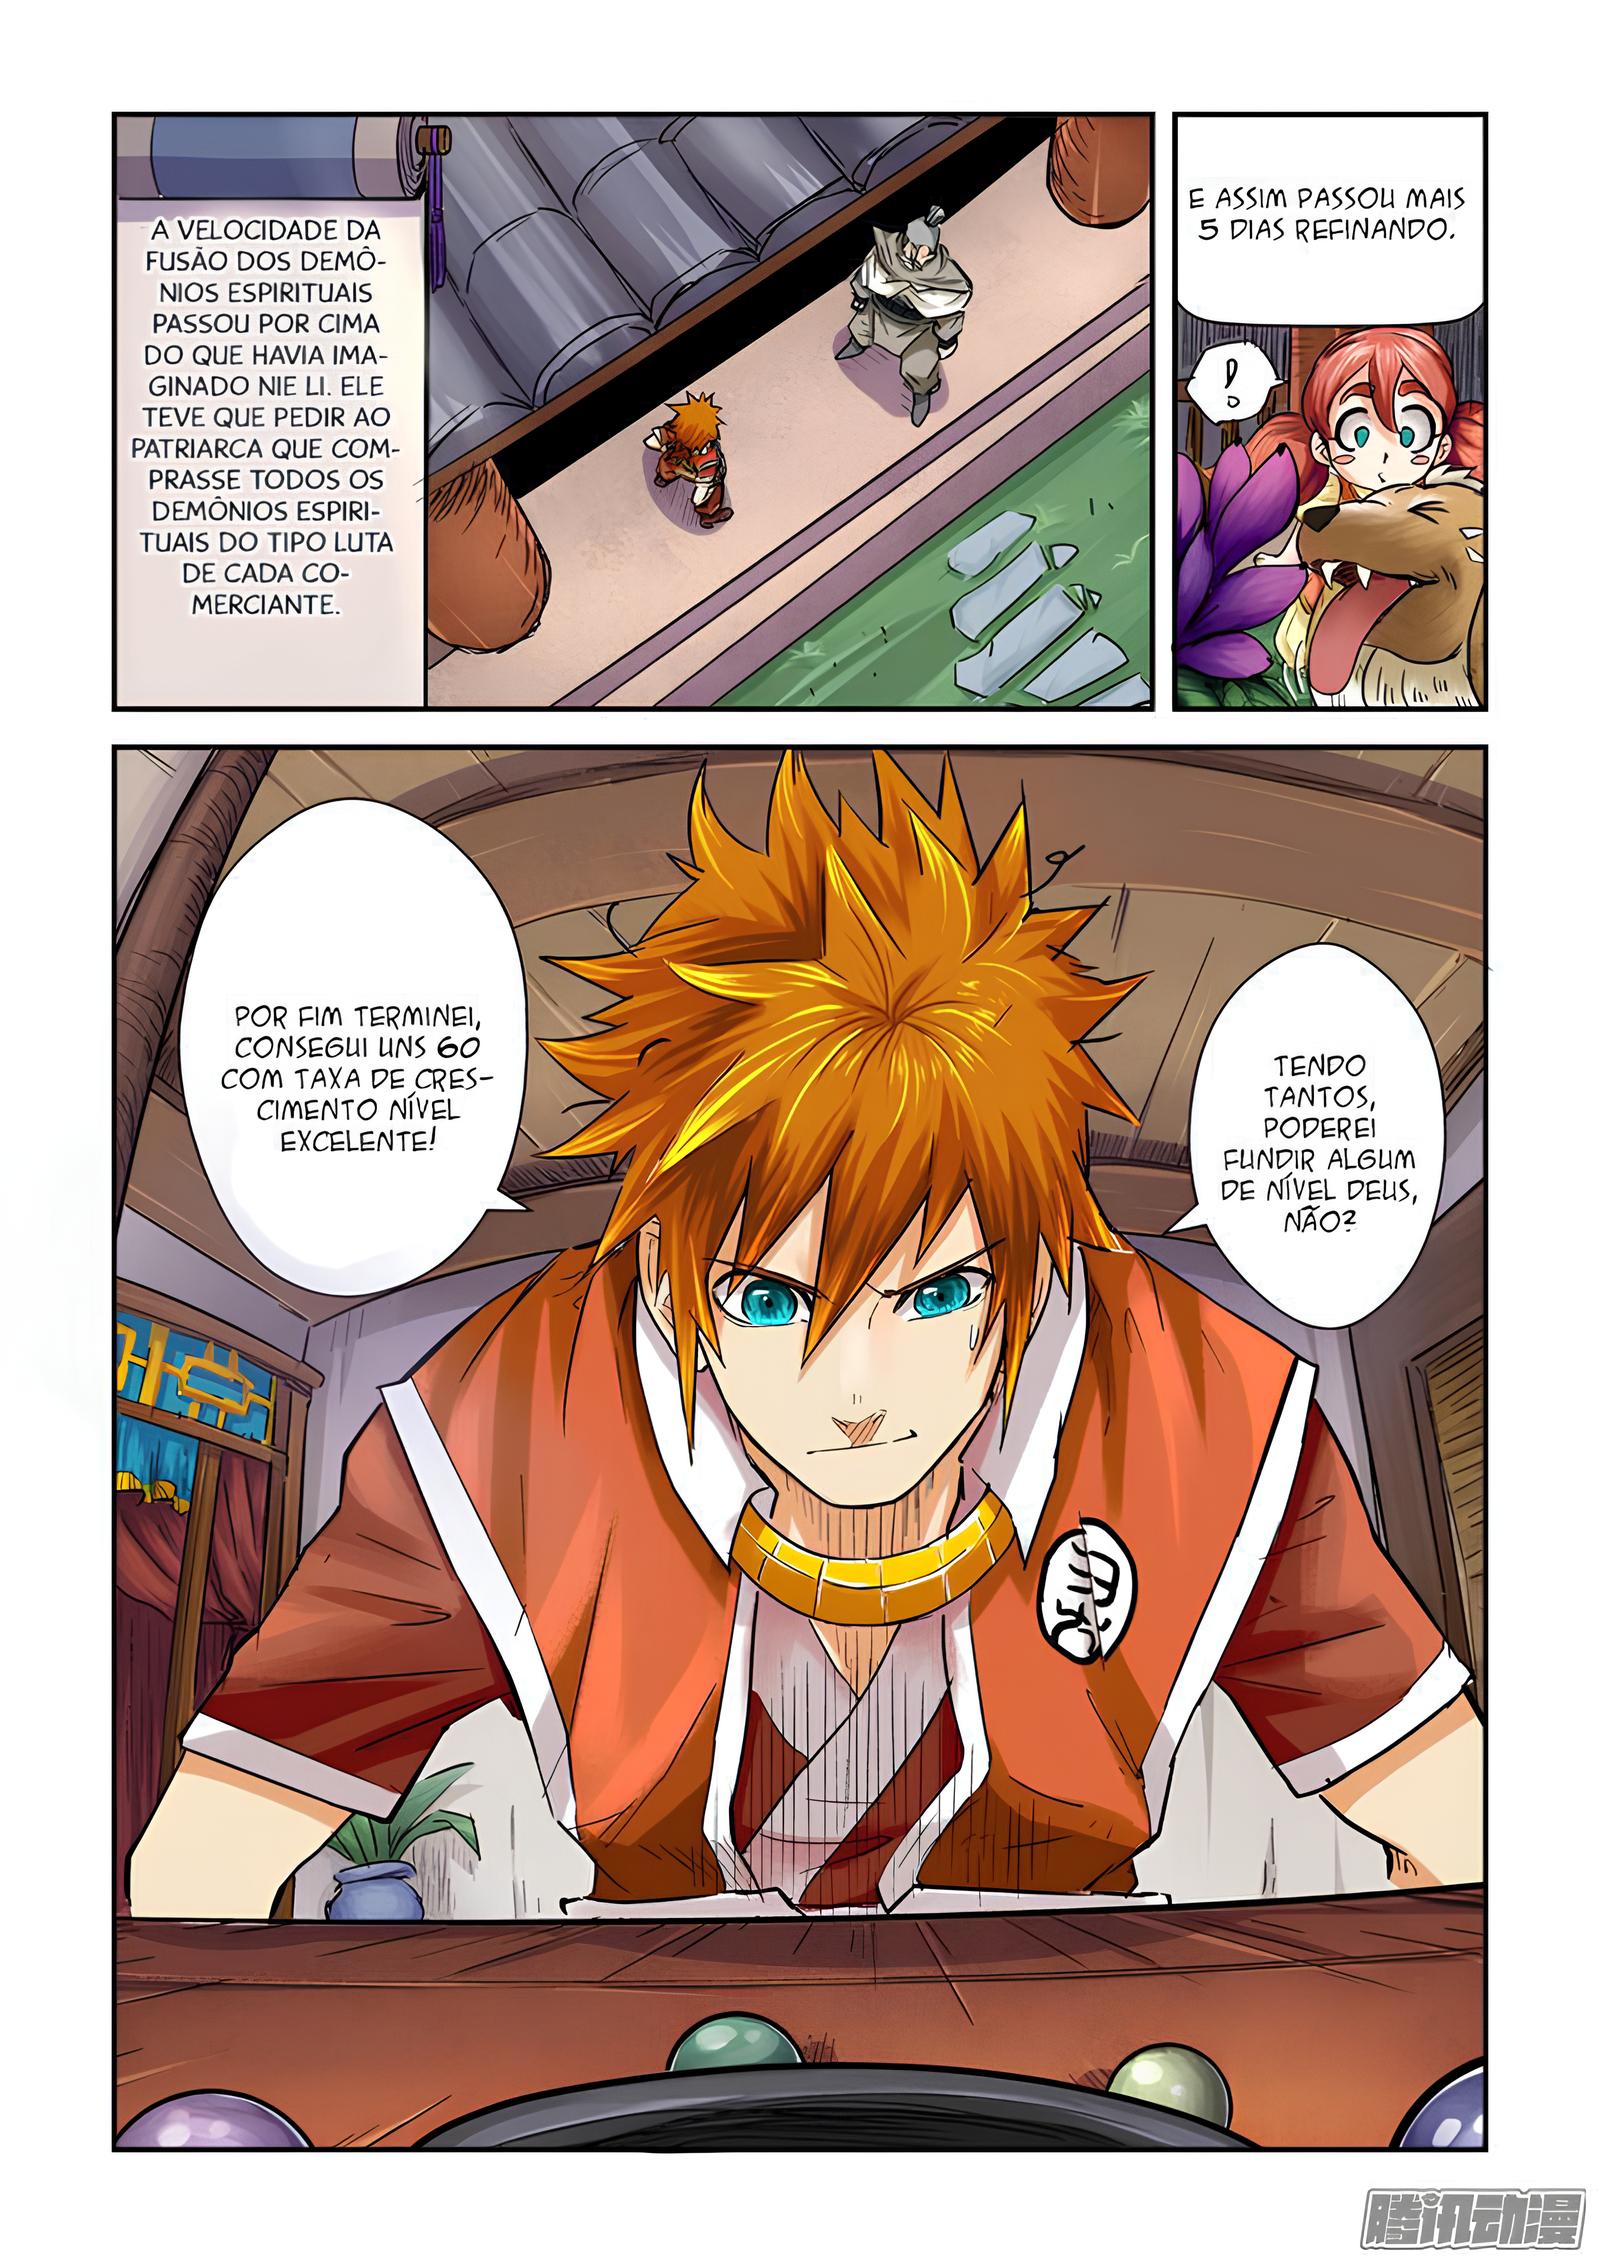 A VELOCIDADE DA
FUSÃO DOS DEMÔ-
NIOS ESPIRITUAIS
PASSOU POR CIMA
DO QUE HAVIA IMA-
GINADO NIE LI. ELE
TEVE QUE PEDIR AO
PATRIARCA QUE COM-
PRASSE TODOS OS
DEMÔNIOS ESPIRI-
TUAIS DO TIPO LUTA
DE CADA CO-
MERCIANTE.
E ASSIM PASSOU MAIS
5 DIAS REFINANDO.
!
POR FIM TERMINEI,
CONSEGUI UNS 60
COM TAXA DE CRES-
CIMENTO NÍVEL
EXCELENTE!
TENDO
TANTOS,
PODEREI
FUNDIR ALGUM
DE NÍVEL DEUS,
NÃO?
腾讯动漫